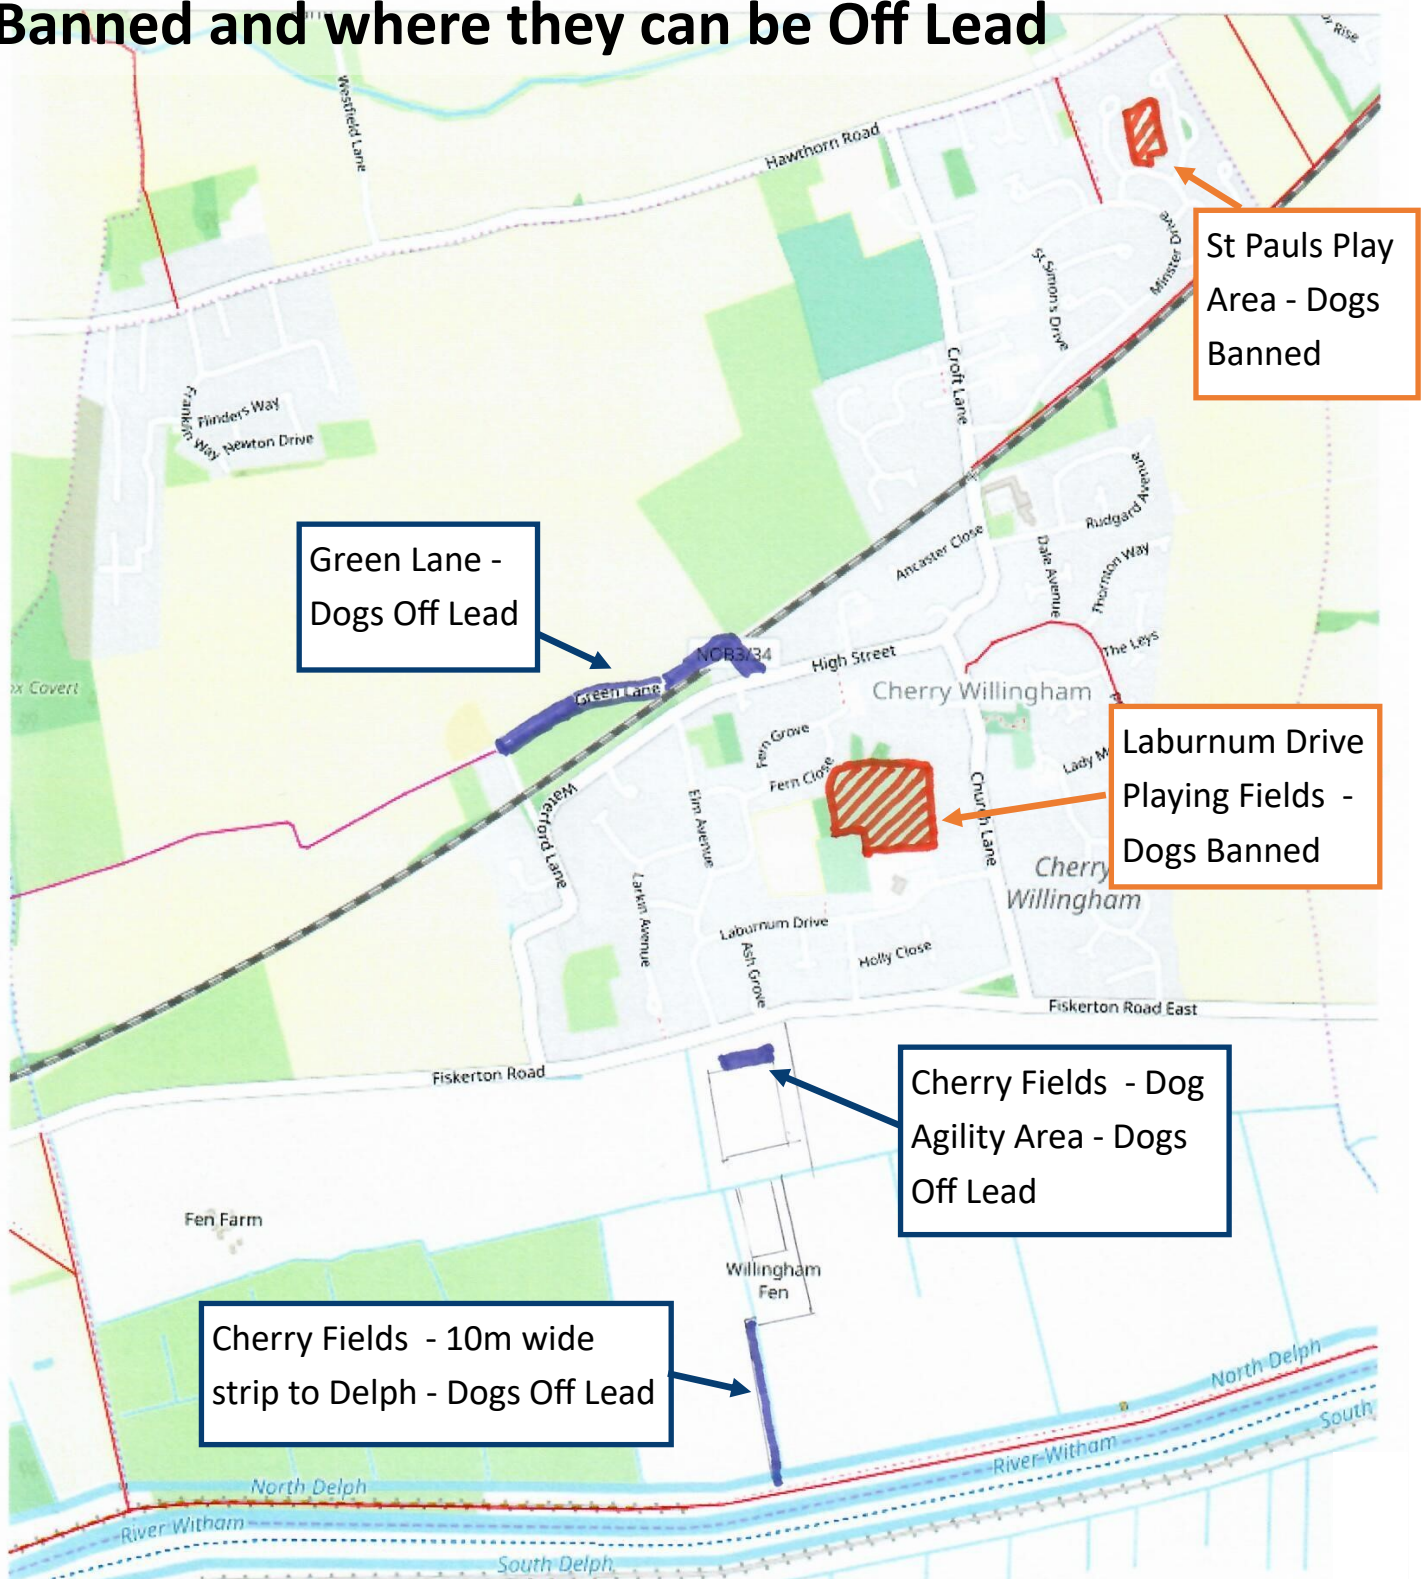 Banned and where they can be Off Lead
Rise
Westfield Lane
Hawthorn Road
St Pauls Play
Area - Dogs
Banned
Minster Drive
St Simon's Drive
Croft Lane
Franklin Way
Flinders Way
Newton Drive
Rudgard Avenue
Ancaster Close
Dale Avenue
Thornton Way
Green Lane -
Dogs Off Lead
NOB3/34
High Street
The Leys
Green Lane
Cherry Willingham
Covert
Laburnum Drive
Playing Fields -
Dogs Banned
Fern Grove
Fern Close
Lady M
Waterford Lane
Elm Avenue
Church Lane
Cherry
Willingham
Larkin Avenue
Laburnum Drive
Ash Grove
Holly Close
Fiskerton Road East
Fiskerton Road
Cherry Fields - Dog
Agility Area - Dogs
Off Lead
Fen Farm
Willingham
Fen
Cherry Fields - 10m wide
strip to Delph - Dogs Off Lead
North Delph
South
River Witham
North Delph
River Witham
South Delph